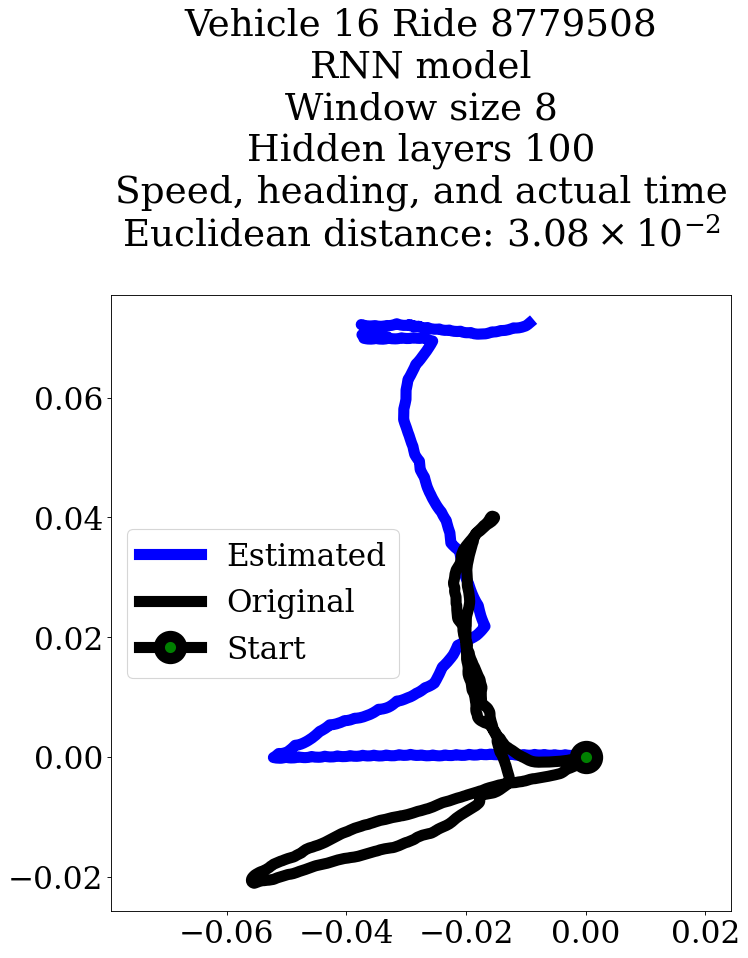 Vehicle 16 Ride 8779508
RNN model
Window size 8
Hidden layers 100
Speed, heading, and actual time
Euclidean distance: 3.08 × 10⁻²
0.06
0.04
Estimated
Original
Start
0.02
0.00
−0.02
−0.06 −0.04 −0.02 0.00 0.02